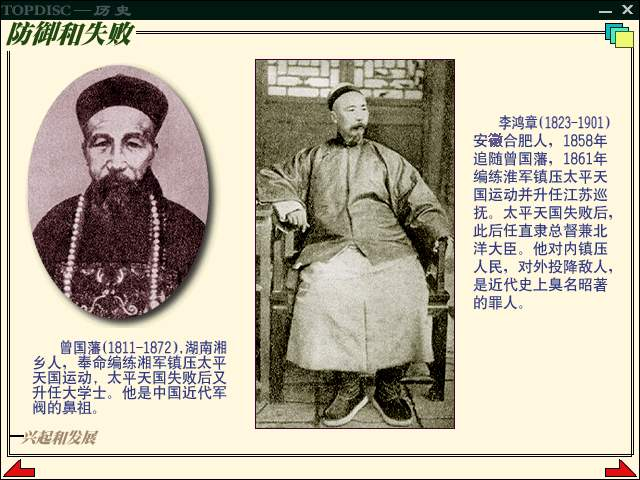 TOPDISC—历史
防御和失败
李鸿章(1823-1901)
安徽合肥人，1858年
追随曾国藩，1861年
编练淮军镇压太平天
国运动并升任江苏巡
抚。太平天国失败后，
此后任直隶总督兼北
洋大臣。他对内镇压
人民，对外投降敌人，
是近代史上臭名昭著
的罪人。
曾国藩(1811-1872),湖南湘
乡人，奉命编练湘军镇压太平
天国运动，太平天国失败后又
升任大学士。他是中国近代军
阀的鼻祖。
兴起和发展